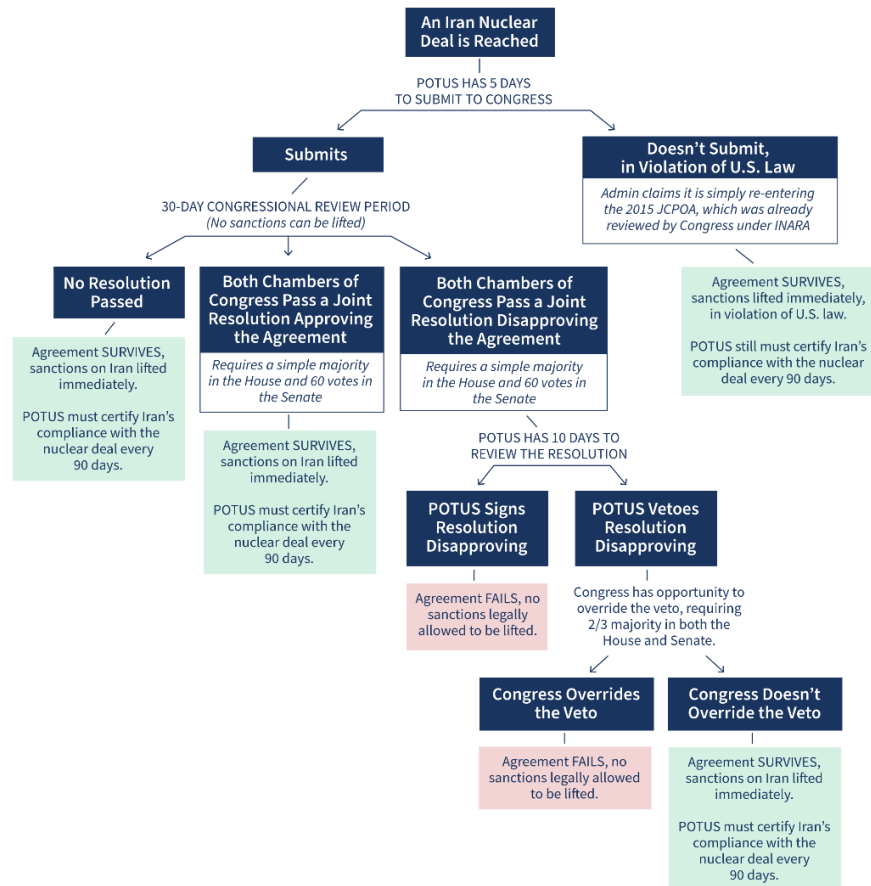 An Iran Nuclear
Deal is Reached
POTUS HAS 5 DAYS
TO SUBMIT TO CONGRESS
Submits
Doesn’t Submit,
in Violation of U.S. Law
Admin claims it is simply re-entering
the 2015 JCPOA, which was already
reviewed by Congress under INARA
30-DAY CONGRESSIONAL REVIEW PERIOD
(No sanctions can be lifted)
Agreement SURVIVES,
sanctions lifted immediately,
in violation of U.S. law.
POTUS still must certify Iran’s
compliance with the nuclear
deal every 90 days.
No Resolution
Passed
Agreement SURVIVES,
sanctions on Iran lifted
immediately.
POTUS must certify Iran’s
compliance with the
nuclear deal every
90 days.
Both Chambers of
Congress Pass a Joint
Resolution Approving
the Agreement
Requires a simple majority
in the House and 60 votes in
the Senate
Agreement SURVIVES,
sanctions on Iran lifted
immediately.
POTUS must certify Iran’s
compliance with the
nuclear deal every
90 days.
Both Chambers of
Congress Pass a Joint
Resolution Disapproving
the Agreement
Requires a simple majority
in the House and 60 votes in
the Senate
POTUS HAS 10 DAYS TO
REVIEW THE RESOLUTION
POTUS Signs
Resolution
Disapproving
Agreement FAILS, no
sanctions legally
allowed to be lifted.
POTUS Vetoes
Resolution
Disapproving
Congress has opportunity to
override the veto, requiring
2/3 majority in both the
House and Senate.
Congress Overrides
the Veto
Agreement FAILS, no
sanctions legally allowed
to be lifted.
Congress Doesn’t
Override the Veto
Agreement SURVIVES,
sanctions on Iran lifted
immediately.
POTUS must certify Iran’s
compliance with the
nuclear deal every
90 days.